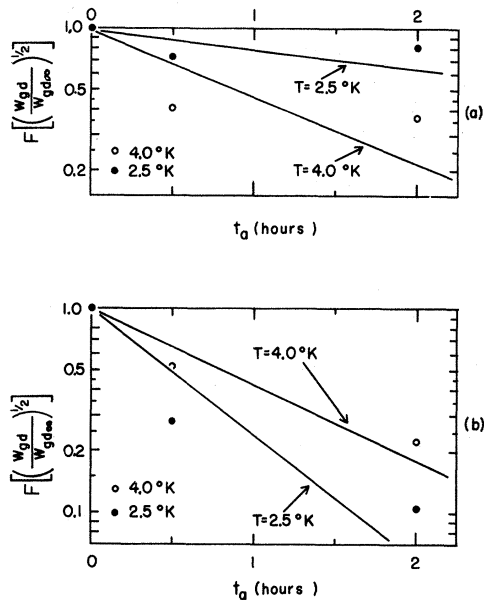 0 1 2
1.0
0.5
0.2
F[(Wgd/Wgd∞)^1/2]
T=2.5°K
T=4.0°K
○ 4.0°K
● 2.5°K
(a)
ta (hours)
1.0
0.5
0.2
0.1
F[(Wgd/Wgd∞)^1/2]
T=4.0°K
T=2.5°K
○ 4.0°K
● 2.5°K
(b)
0 1 2
ta (hours)